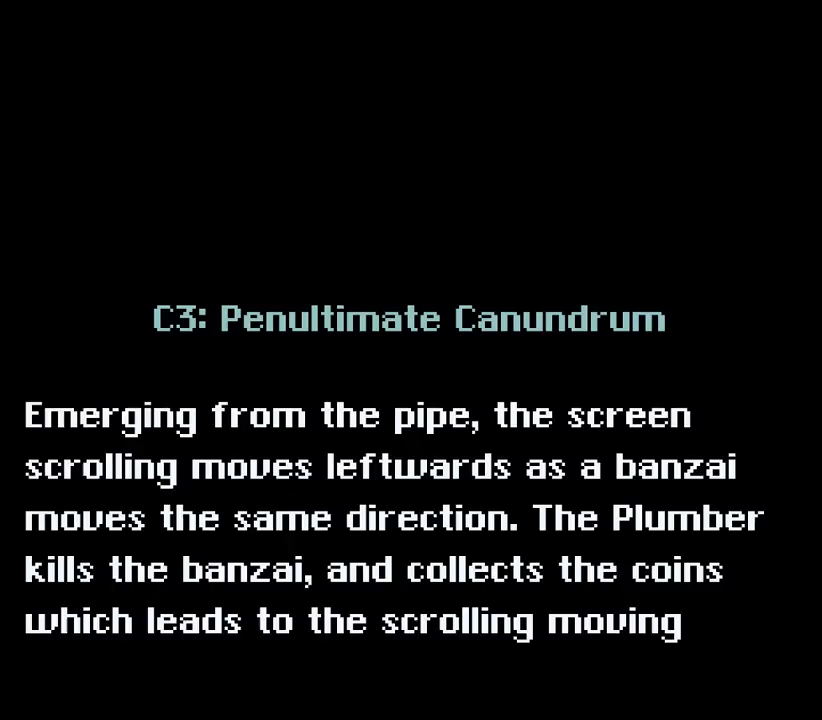 C3: Penultimate Canundrum
Emerging from the pipe, the screen
scrolling moves leftwards as a banzai
moves the same direction. The Plumber
kills the banzai, and collects the coins
which leads to the scrolling moving